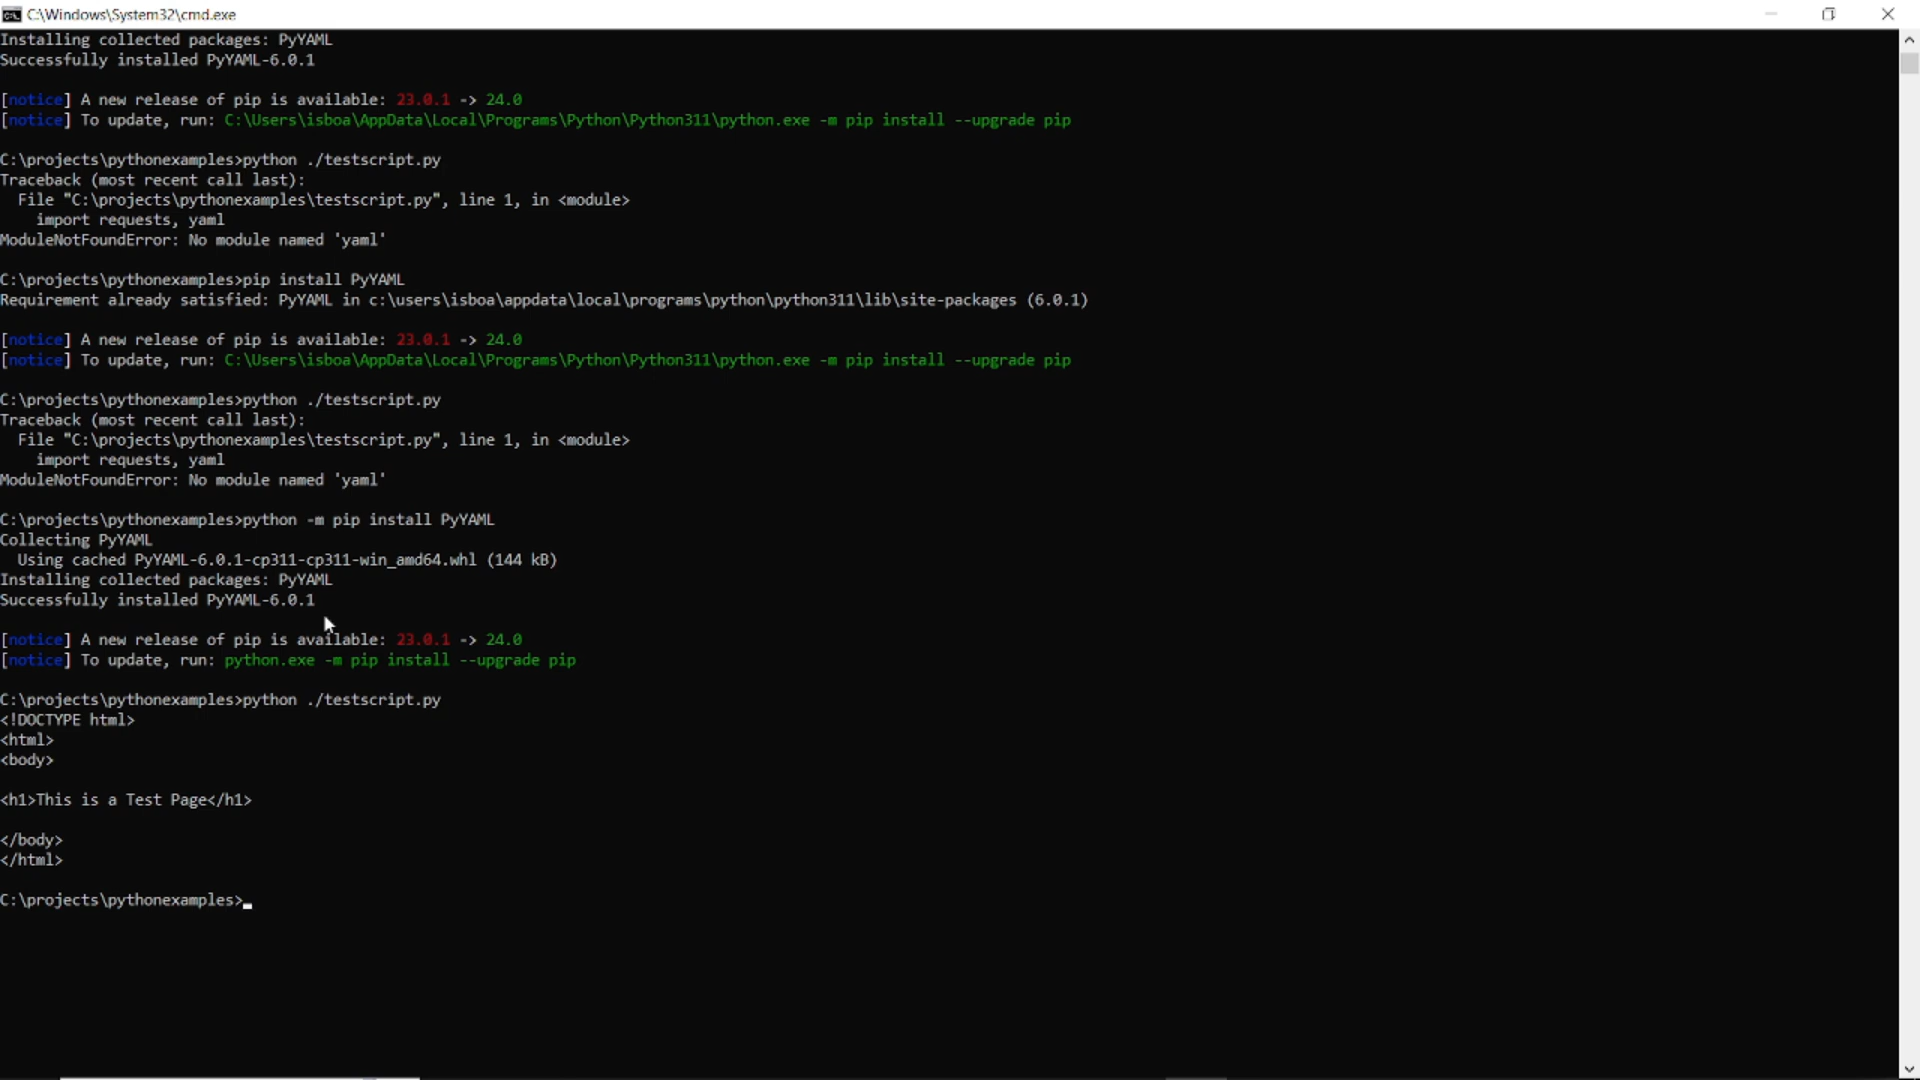 C:\Windows\System32\cmd.exe
Installing collected packages: PyYAML
Successfully installed PyYAML-6.0.1
[notice] A new release of pip is available: 23.0.1 -> 24.0
[notice] To update, run: C:\Users\isboa\AppData\Local\Programs\Python\Python311\python.exe -m pip install --upgrade pip
C:\projects\pythonexamples>python ./testscript.py
Traceback (most recent call last):
  File "C:\projects\pythonexamples\testscript.py", line 1, in <module>
    import requests, yaml
ModuleNotFoundError: No module named 'yaml'
C:\projects\pythonexamples>pip install PyYAML
Requirement already satisfied: PyYAML in c:\users\isboa\appdata\local\programs\python\python311\lib\site-packages (6.0.1)
[notice] A new release of pip is available: 23.0.1 -> 24.0
[notice] To update, run: C:\Users\isboa\AppData\Local\Programs\Python\Python311\python.exe -m pip install --upgrade pip
C:\projects\pythonexamples>python ./testscript.py
Traceback (most recent call last):
  File "C:\projects\pythonexamples\testscript.py", line 1, in <module>
    import requests, yaml
ModuleNotFoundError: No module named 'yaml'
C:\projects\pythonexamples>python -m pip install PyYAML
Collecting PyYAML
  Using cached PyYAML-6.0.1-cp311-cp311-win_amd64.whl (144 kB)
Installing collected packages: PyYAML
Successfully installed PyYAML-6.0.1
[notice] A new release of pip is available: 23.0.1 -> 24.0
[notice] To update, run: python.exe -m pip install --upgrade pip
C:\projects\pythonexamples>python ./testscript.py
<!DOCTYPE html>
<html>
<body>
<h1>This is a Test Page</h1>
</body>
</html>
C:\projects\pythonexamples>